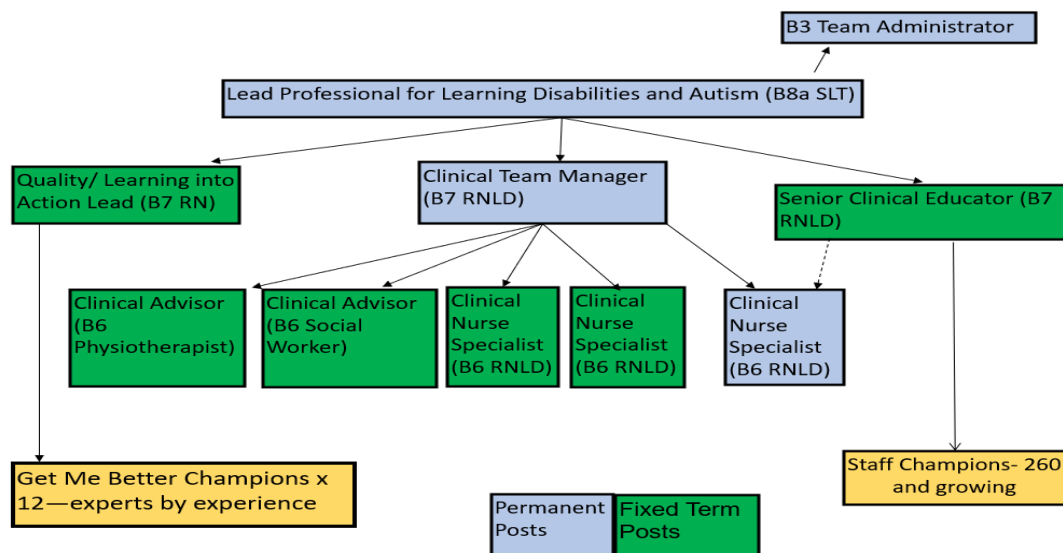 B3 Team Administrator
Lead Professional for Learning Disabilities and Autism (B8a SLT)
Quality/ Learning into
Action Lead (B7 RN)
Clinical Team Manager
(B7 RNLD)
Senior Clinical Educator (B7
RNLD)
Clinical Advisor
(B6
Physiotherapist)
Clinical Advisor
(B6 Social
Worker)
Clinical
Nurse
Specialist
(B6 RNLD)
Clinical
Nurse
Specialist
(B6 RNLD)
Clinical
Nurse
Specialist
(B6 RNLD)
Get Me Better Champions x
12—experts by experience
Staff Champions- 260
and growing
Permanent
Posts
Fixed Term
Posts